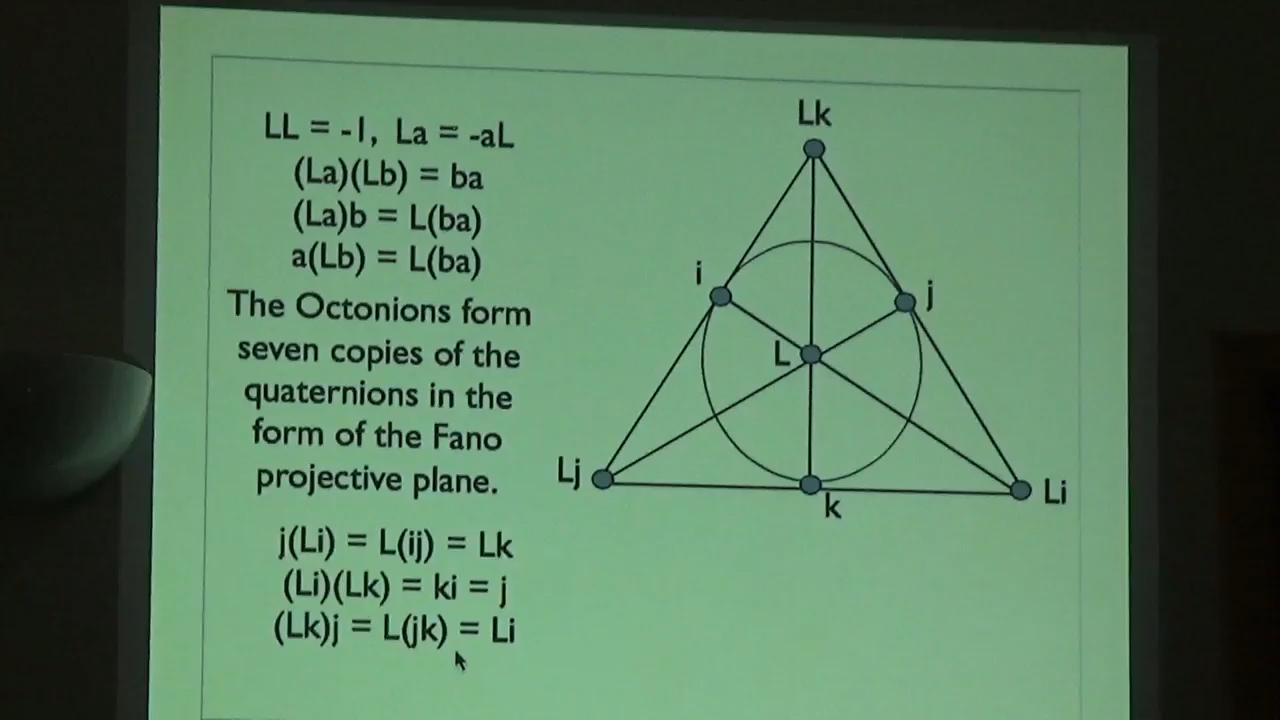 LL = -1, La = -aL
(La)(Lb) = ba
(La)b = L(ba)
a(Lb) = L(ba)
The Octonions form
seven copies of the
quaternions in the
form of the Fano
projective plane.
j(Li) = L(ij) = Lk
(Li)(Lk) = ki = j
(Lk)j = L(jk) = Li
Lk
i
j
L
Lj
k
Li